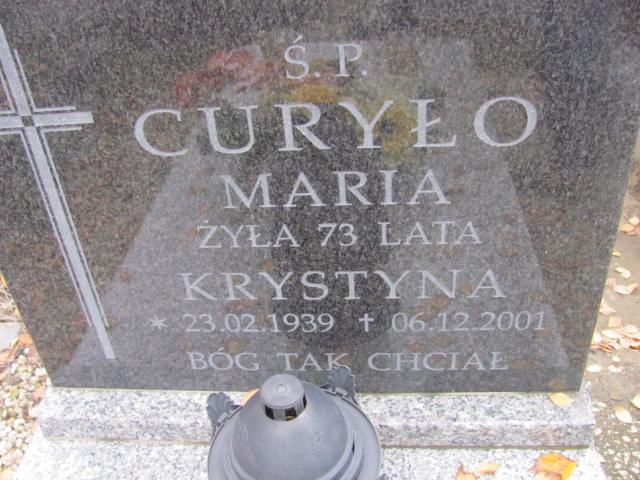 Ś. P.
CURYŁO
MARIA
ŻYŁA 73 LATA
KRYSTYNA
* 23.02.1939 ✝ 06.12.2001
BÓG TAK CHCIAŁ